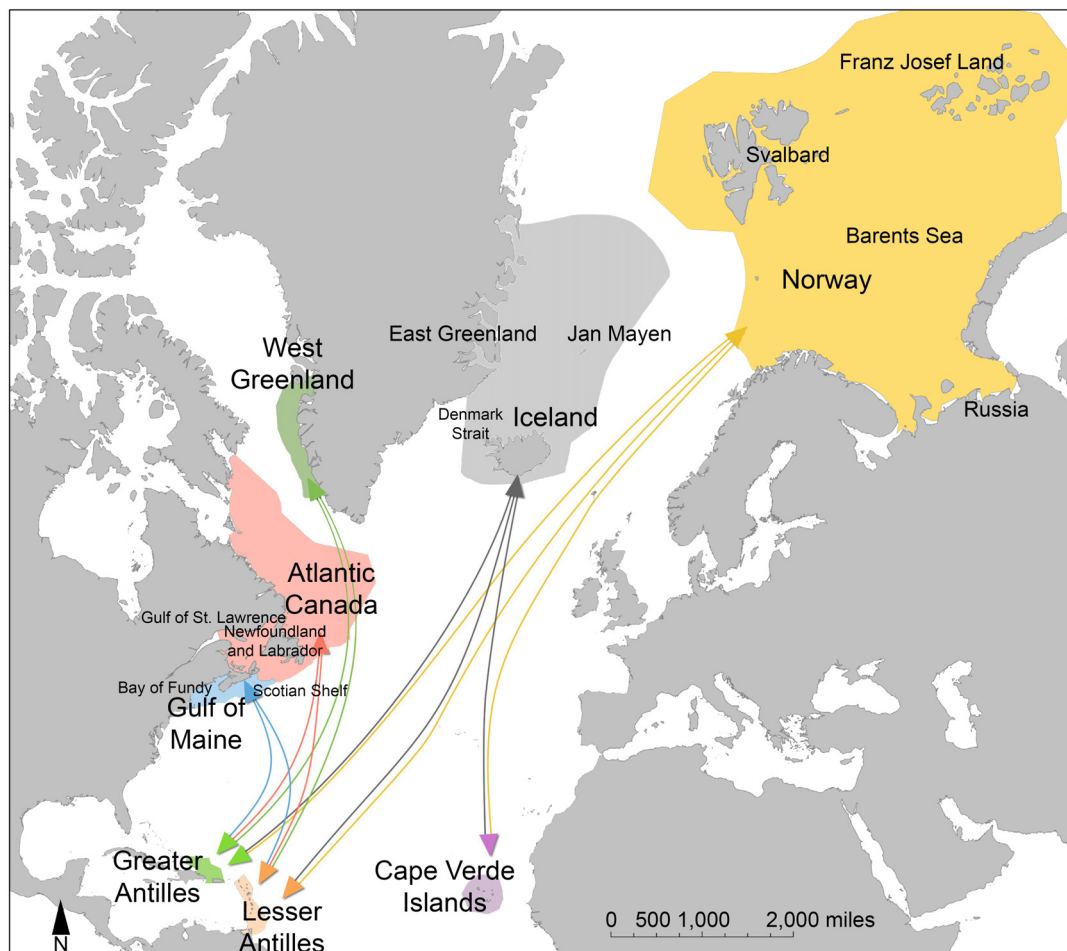 Franz Josef Land
Svalbard
Barents Sea
Norway
East Greenland
Jan Mayen
West
Greenland
Denmark
Strait
Iceland
Russia
Atlantic
Canada
Gulf of St. Lawrence
Newfoundland
and Labrador
Bay of Fundy
Scotian Shelf
Gulf of
Maine
Greater
Antilles
Cape Verde
Islands
Lesser
Antilles
0 500 1,000 2,000 miles
N